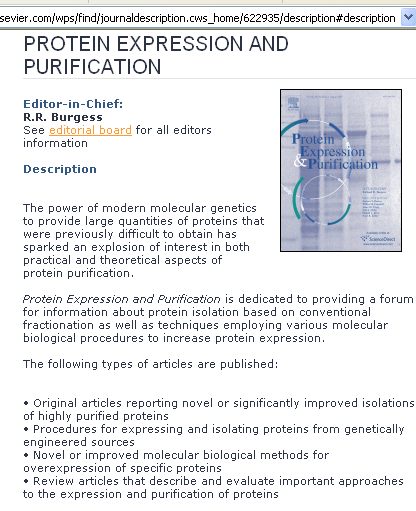 sevier.com/wps/find/journaldescription.cws_home/622935/description#description
PROTEIN EXPRESSION AND
PURIFICATION
Editor-in-Chief:
R.R. Burgess
See editorial board for all editors
information
Description
Protein
Expression
& Purification
ScienceDirect
The power of modern molecular genetics
to provide large quantities of proteins that
were previously difficult to obtain has
sparked an explosion of interest in both
practical and theoretical aspects of
protein purification.
Protein Expression and Purification is dedicated to providing a forum
for information about protein isolation based on conventional
fractionation as well as techniques employing various molecular
biological procedures to increase protein expression.
The following types of articles are published:
• Original articles reporting novel or significantly improved isolations
of highly purified proteins
• Procedures for expressing and isolating proteins from genetically
engineered sources
• Novel or improved molecular biological methods for
overexpression of specific proteins
• Review articles that describe and evaluate important approaches
to the expression and purification of proteins